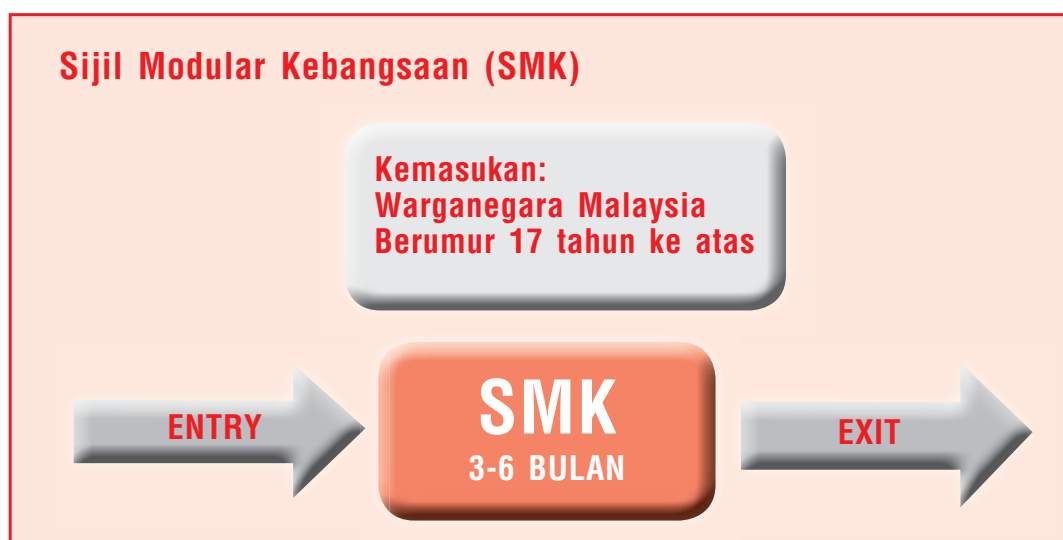 Sijil Modular Kebangsaan (SMK)
Kemasukan:
Warganegara Malaysia
Berumur 17 tahun ke atas
ENTRY
SMK
3-6 BULAN
EXIT